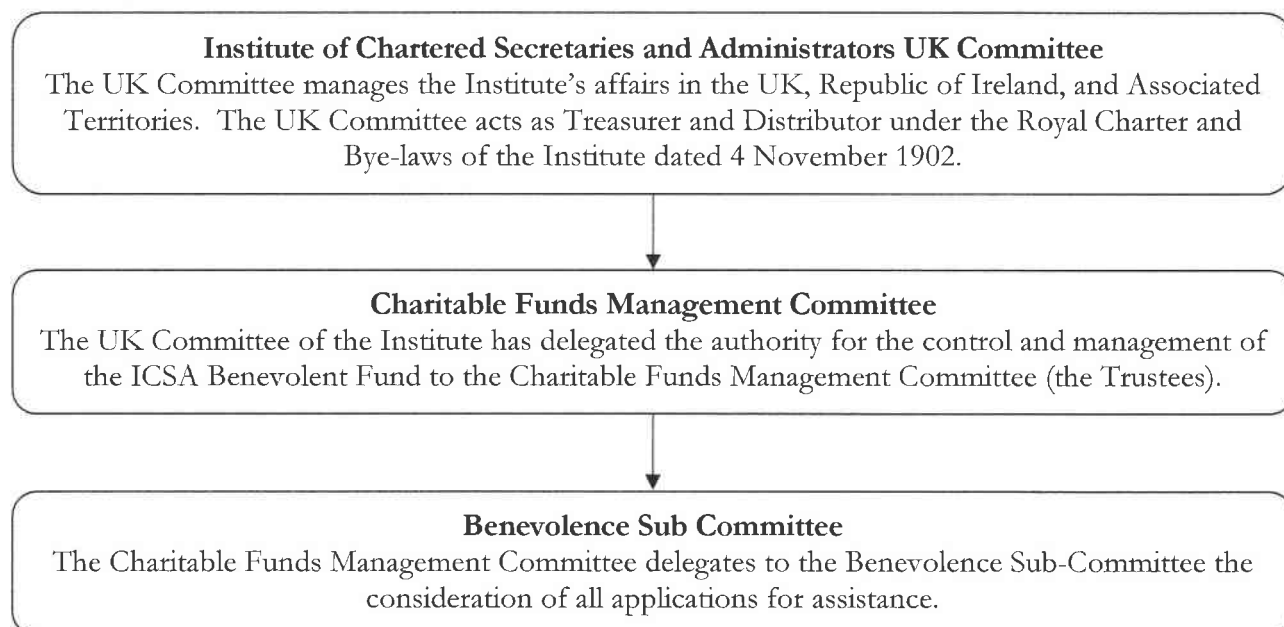 Institute of Chartered Secretaries and Administrators UK Committee
The UK Committee manages the Institute's affairs in the UK, Republic of Ireland, and Associated
Territories. The UK Committee acts as Treasurer and Distributor under the Royal Charter and
Bye-laws of the Institute dated 4 November 1902.
Charitable Funds Management Committee
The UK Committee of the Institute has delegated the authority for the control and management of
the ICSA Benevolent Fund to the Charitable Funds Management Committee (the Trustees).
Benevolence Sub Committee
The Charitable Funds Management Committee delegates to the Benevolence Sub-Committee the
consideration of all applications for assistance.